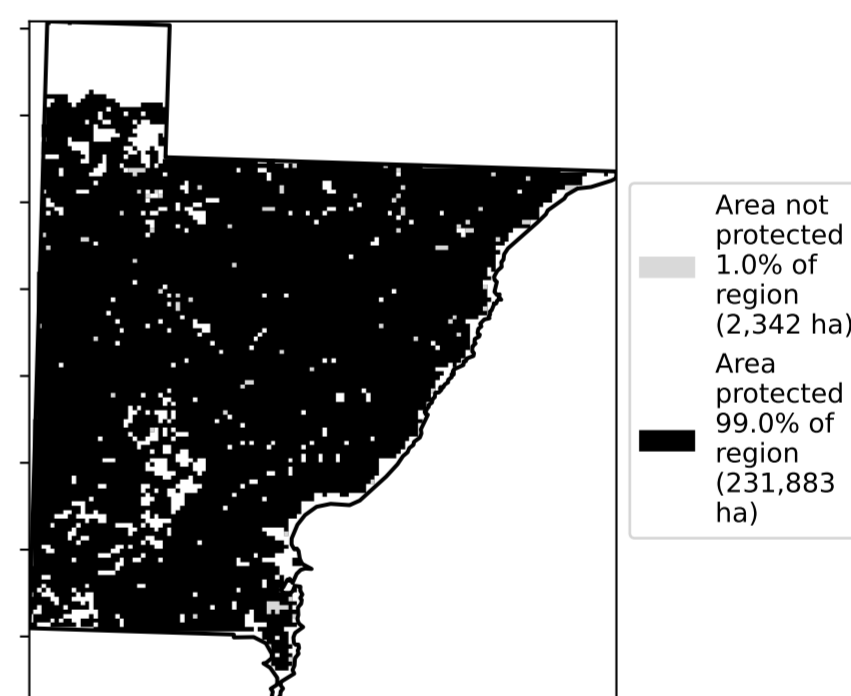 Area not
protected
1.0% of
region
(2,342 ha)
Area
protected
99.0% of
region
(231,883
ha)